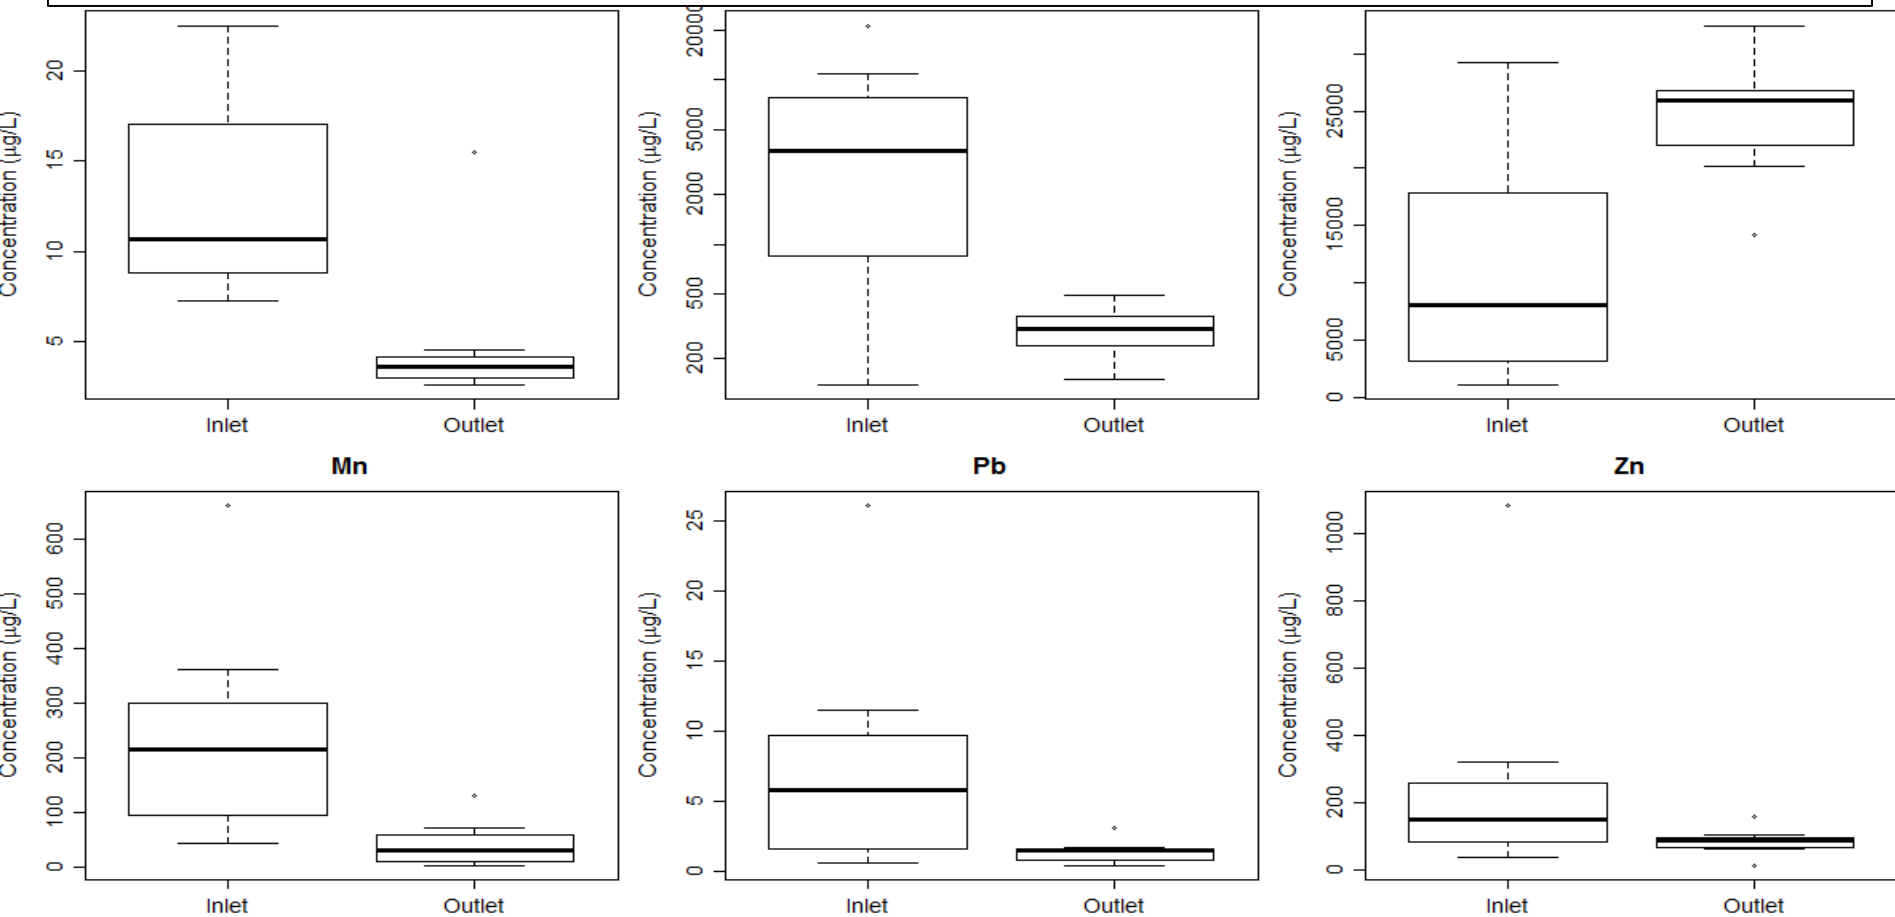 Concentration (µg/L)
20
15
10
5
Inlet Outlet
Concentration (µg/L)
20000
5000
2000
500
200
Inlet Outlet
Concentration (µg/L)
25000
15000
5000
0
Inlet Outlet
Mn
Concentration (µg/L)
600
500
400
300
200
100
0
Inlet Outlet
Pb
Concentration (µg/L)
25
20
15
10
5
0
Inlet Outlet
Zn
Concentration (µg/L)
1000
800
600
400
200
0
Inlet Outlet